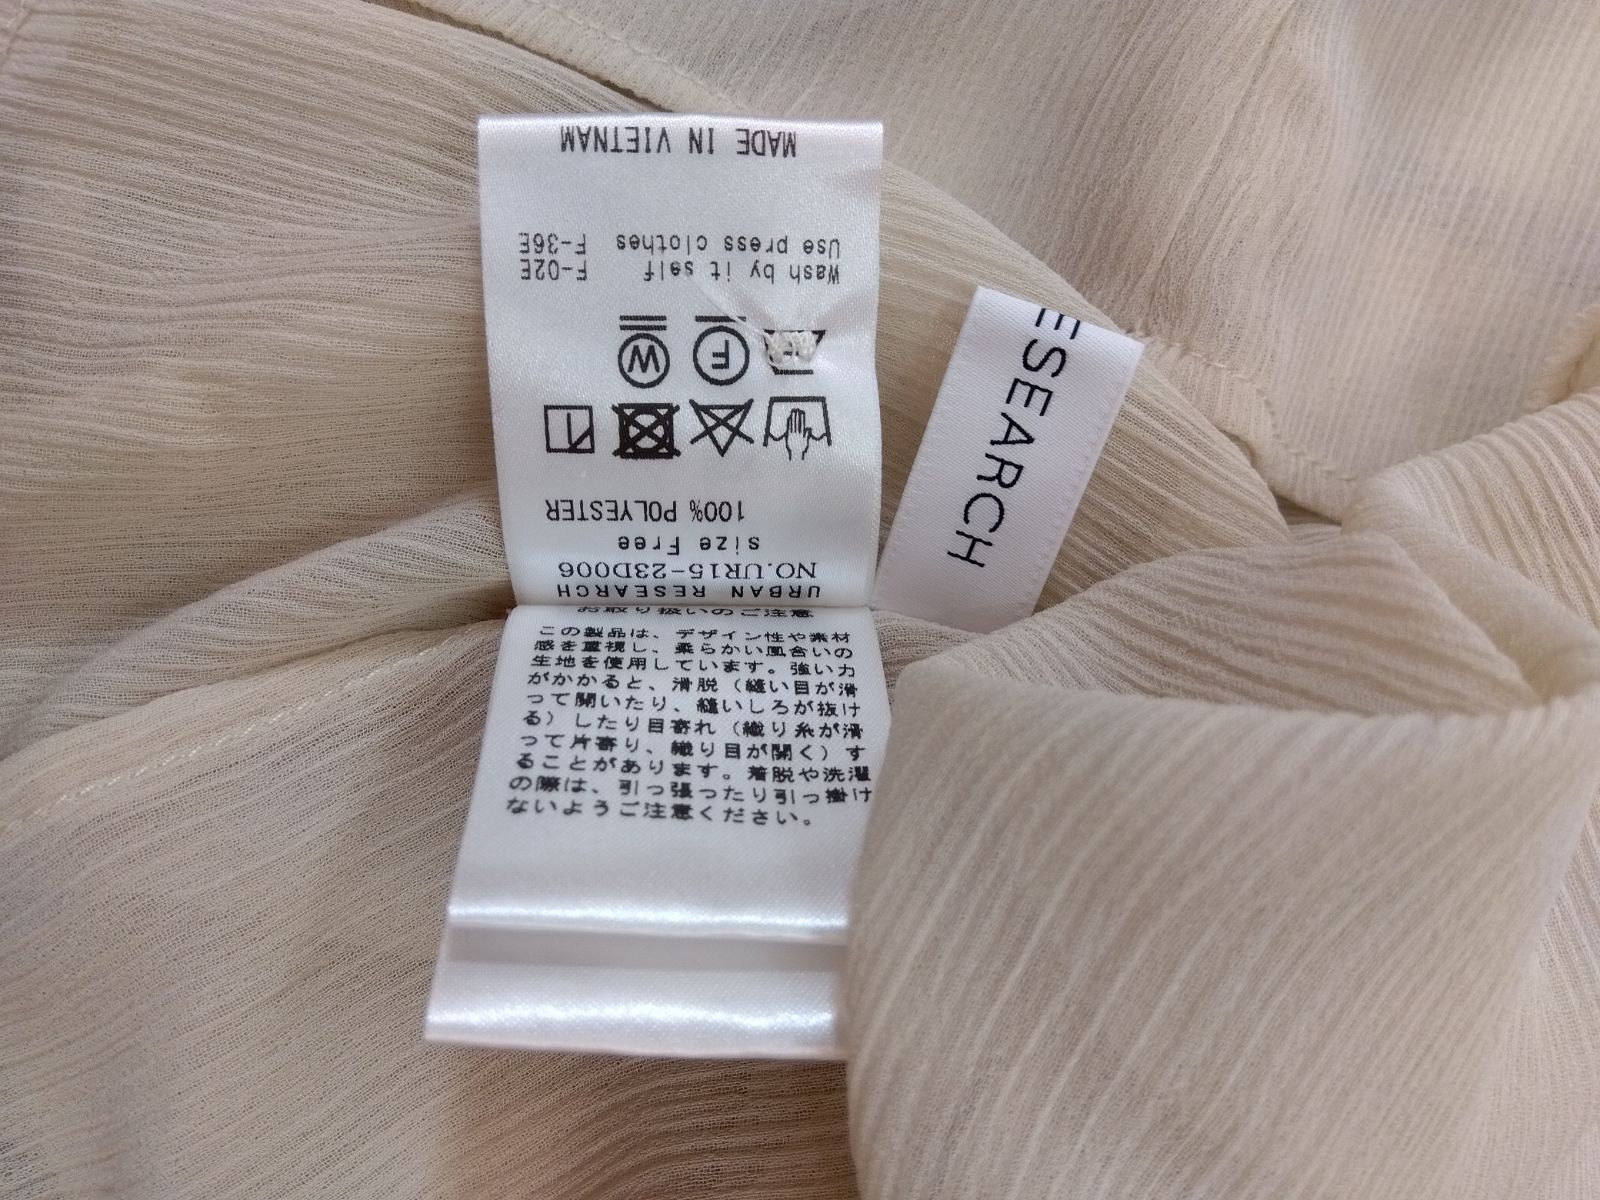 URBAN RESEARCH
NO.UR15-23D006
size Free
100% POLYESTER
F
W
Wash by it self F-02E
Use press clothes F-36E
MADE IN VIETNAM
ESEARCH
お取り扱いのご注意
この製品は、デザイン性や素材
感を重視し、柔らかい風合いの
生地を使用しています。強い力
がかかると、滑脱（縫い目が滑
って開いたり、縫いしろが抜け
る）したり目寄れ（織り糸が滑
って片寄り、織り目が開く）す
ることがあります。着脱や洗濯
の際は、引っ張ったり引っ掛け
ないようご注意ください。